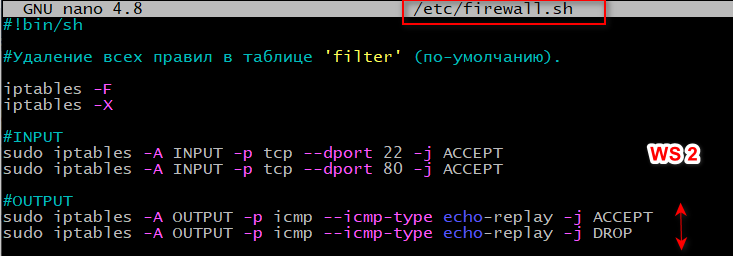 GNU nano 4.8 /etc/firewall.sh
#!bin/sh
#Удаление всех правил в таблице 'filter' (по-умолчанию).
iptables -F
iptables -X
#INPUT
sudo iptables -A INPUT -p tcp --dport 22 -j ACCEPT
sudo iptables -A INPUT -p tcp --dport 80 -j ACCEPT
WS 2
#OUTPUT
sudo iptables -A OUTPUT -p icmp --icmp-type echo-replay -j ACCEPT
sudo iptables -A OUTPUT -p icmp --icmp-type echo-replay -j DROP